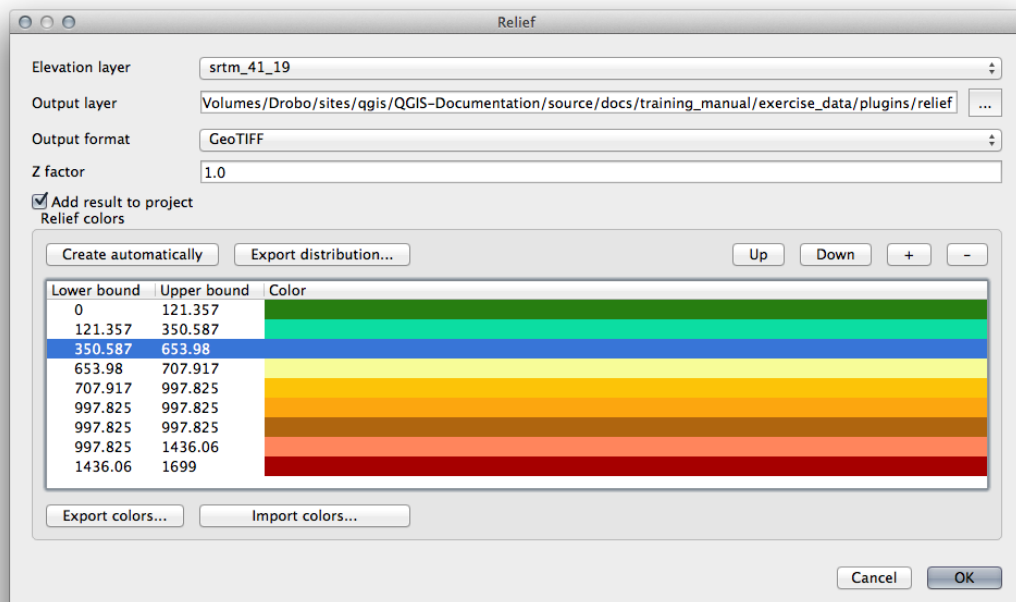 Relief
Elevation layer srtm_41_19
Output layer Volumes/Drobo/sites/qgis/QGIS-Documentation/source/docs/training_manual/exercise_data/plugins/relief ...
Output format GeoTIFF
Z factor 1.0
Add result to project
Relief colors
Create automatically Export distribution... Up Down + -
Lower bound Upper bound Color
0 121.357
121.357 350.587
350.587 653.98
653.98 707.917
707.917 997.825
997.825 997.825
997.825 997.825
997.825 1436.06
1436.06 1699
Export colors... Import colors...
Cancel OK